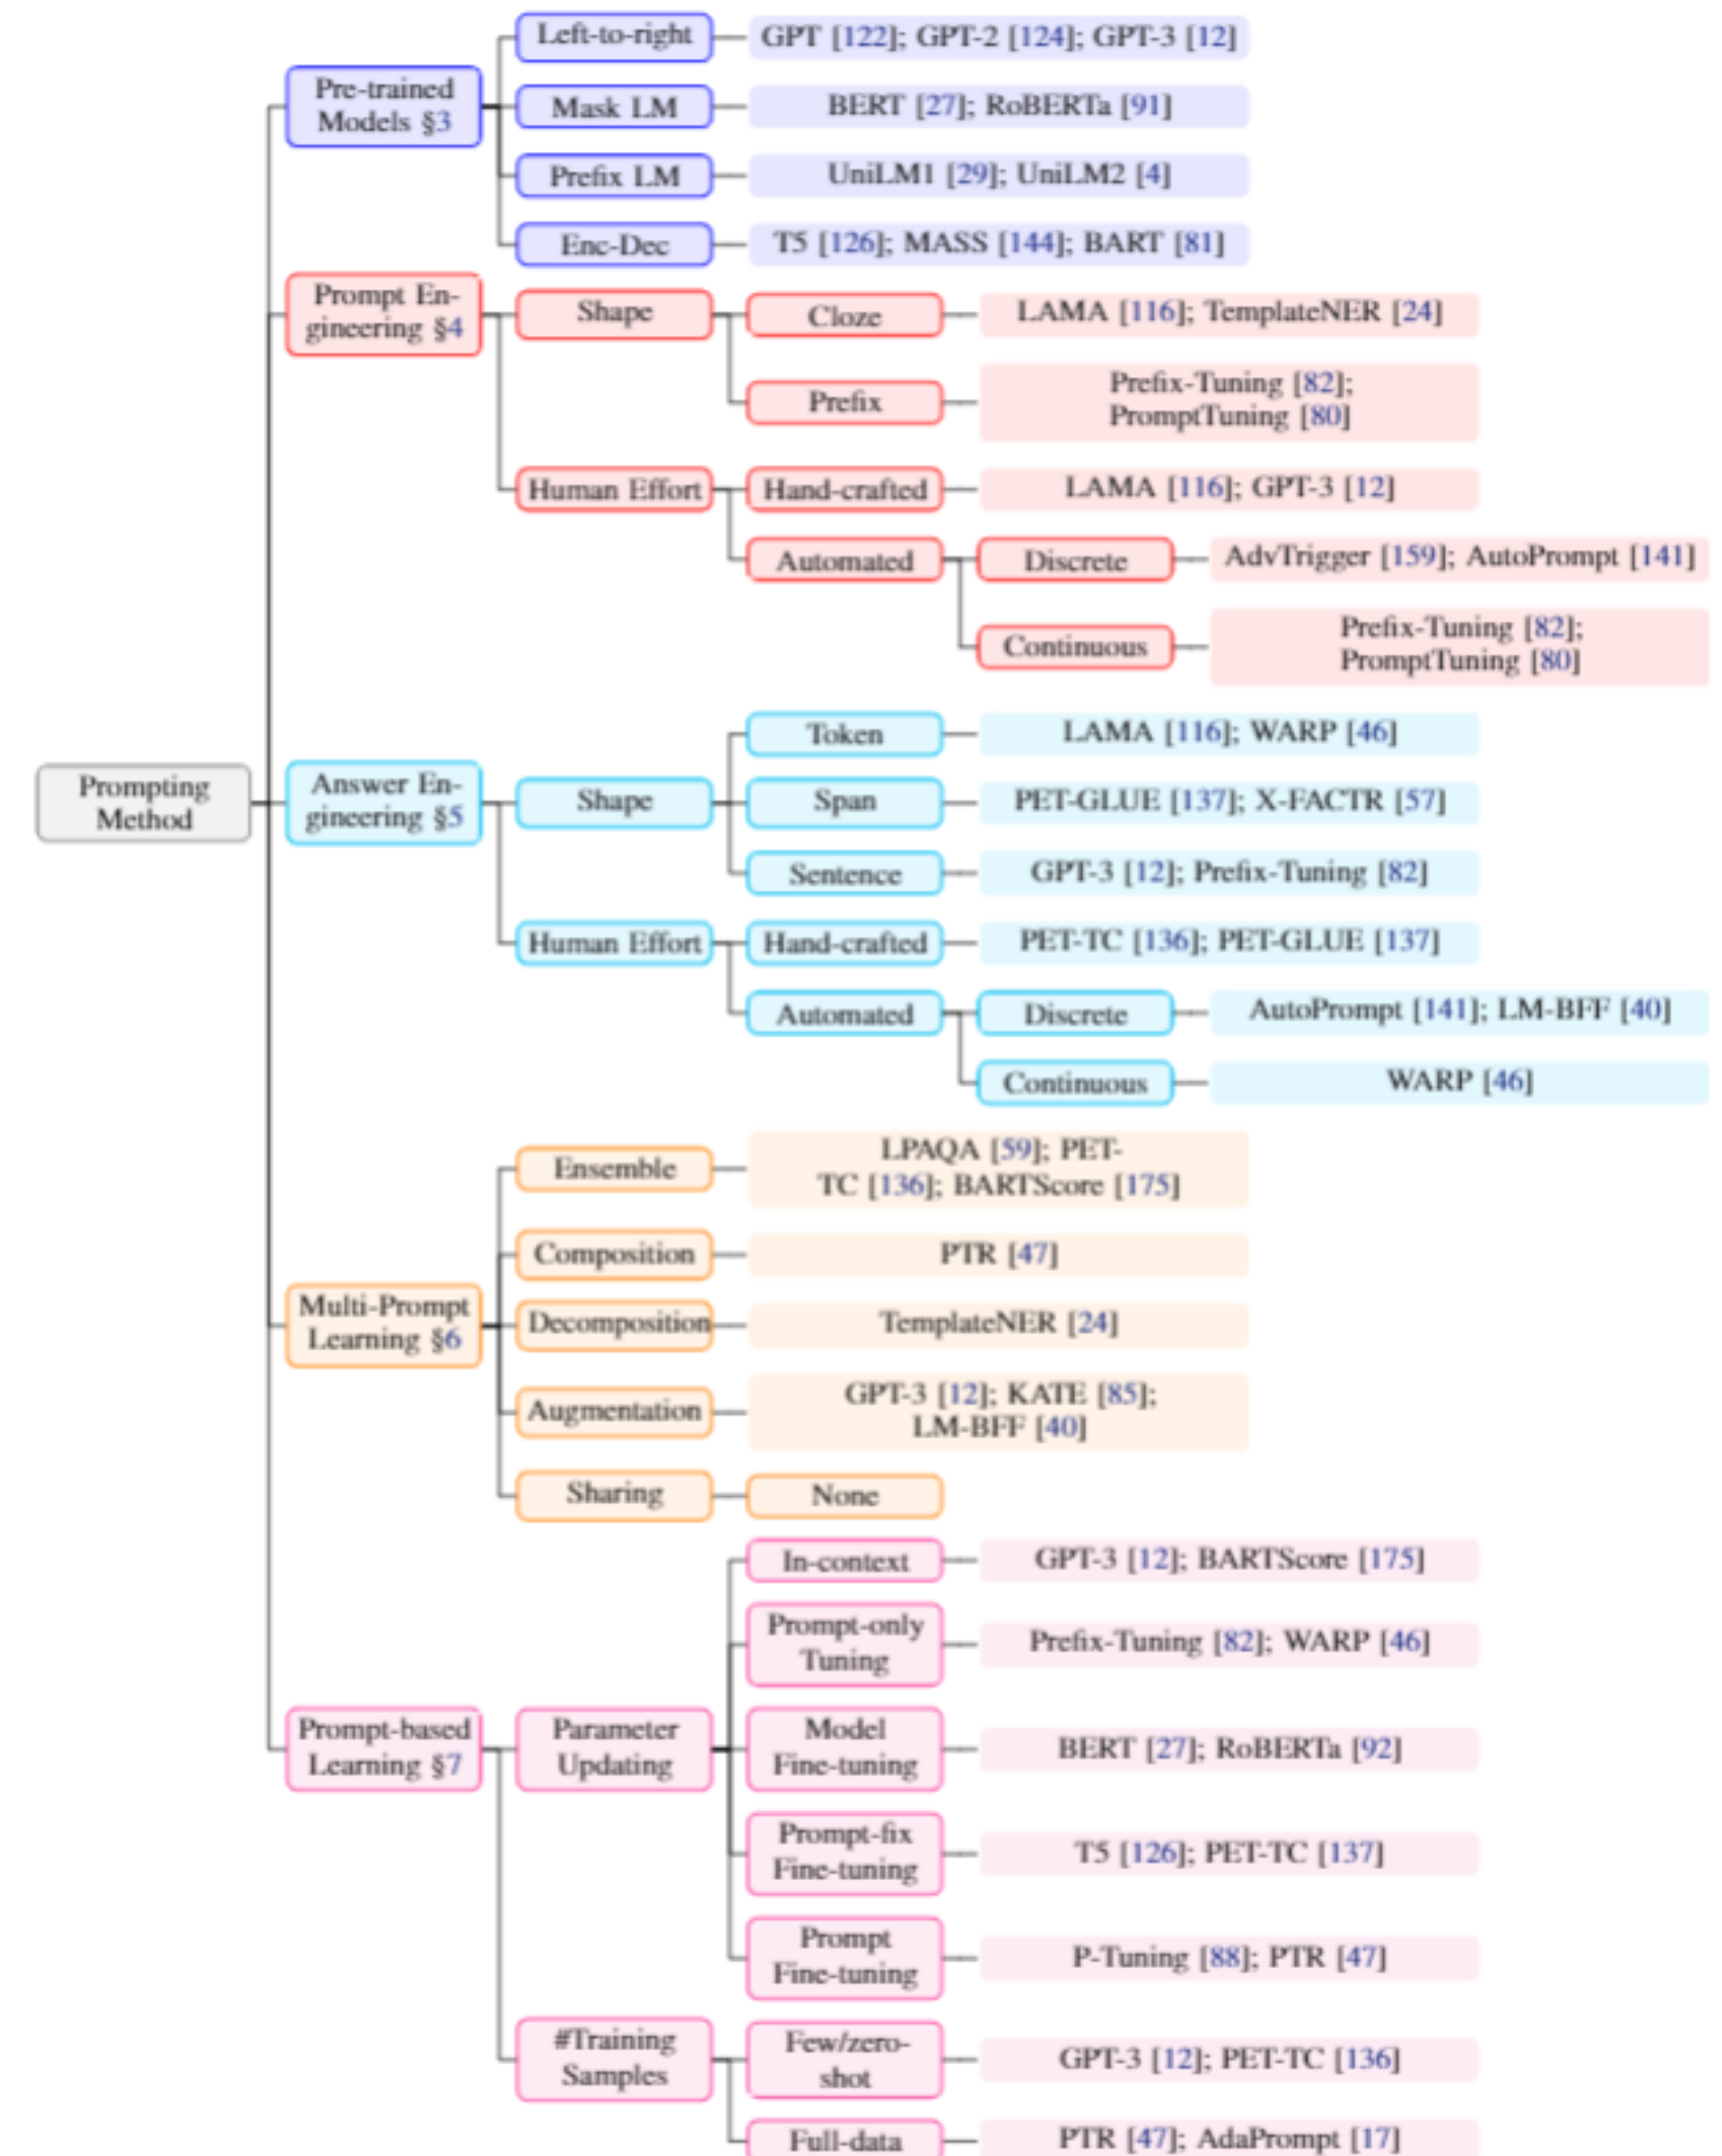 Prompting
Method
Pre-trained
Models §3
Left-to-right
GPT [122]; GPT-2 [124]; GPT-3 [12]
Mask LM
BERT [27]; RoBERTa [91]
Prefix LM
UniLM1 [29]; UniLM2 [4]
Enc-Dec
T5 [126]; MASS [144]; BART [81]
Prompt En-
gineering §4
Shape
Cloze
LAMA [116]; TemplateNER [24]
Prefix
Prefix-Tuning [82];
PromptTuning [80]
Human Effort
Hand-crafted
LAMA [116]; GPT-3 [12]
Automated
Discrete
AdvTrigger [159]; AutoPrompt [141]
Continuous
Prefix-Tuning [82];
PromptTuning [80]
Answer En-
gineering §5
Shape
Token
LAMA [116]; WARP [46]
Span
PET-GLUE [137]; X-FACTR [57]
Sentence
GPT-3 [12]; Prefix-Tuning [82]
Human Effort
Hand-crafted
PET-TC [136]; PET-GLUE [137]
Automated
Discrete
AutoPrompt [141]; LM-BFF [40]
Continuous
WARP [46]
Multi-Prompt
Learning §6
Ensemble
LPAQA [59]; PET-
TC [136]; BARTScore [175]
Composition
PTR [47]
Decomposition
TemplateNER [24]
Augmentation
GPT-3 [12]; KATE [85];
LM-BFF [40]
Sharing
None
Prompt-based
Learning §7
Parameter
Updating
In-context
GPT-3 [12]; BARTScore [175]
Prompt-only
Tuning
Prefix-Tuning [82]; WARP [46]
Model
Fine-tuning
BERT [27]; RoBERTa [92]
Prompt-fix
Fine-tuning
T5 [126]; PET-TC [137]
Prompt
Fine-tuning
P-Tuning [88]; PTR [47]
#Training
Samples
Few/zero-
shot
GPT-3 [12]; PET-TC [136]
Full-data
PTR [47]; AdaPrompt [17]